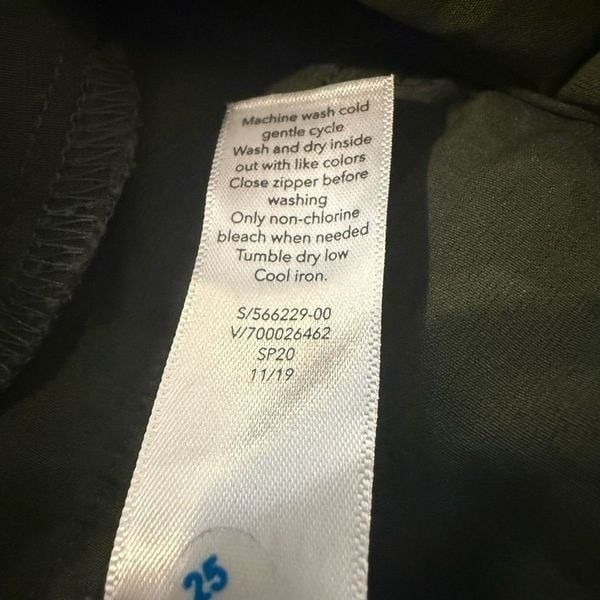 Machine wash cold
gentle cycle
Wash and dry inside
out with like colors
Close zipper before
washing
Only non-chlorine
bleach when needed
Tumble dry low
Cool iron.
S/566229-00
V/700026462
SP20
11/19
25